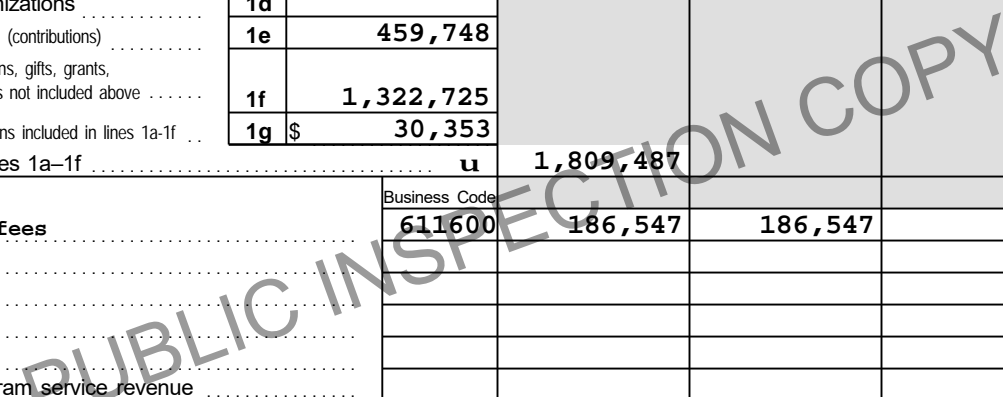 nizations ............ 1d
(contributions) .......... 1e 459,748
ns, gifts, grants,
s not included above ...... 1f 1,322,725
ns included in lines 1a-1f .. 1g $ 30,353
es 1a–1f ........................................ u 1,809,487
Business Code
fees ........................................ 611600 186,547 186,547
ram service revenue ................
PUBLIC INSPECTION COPY